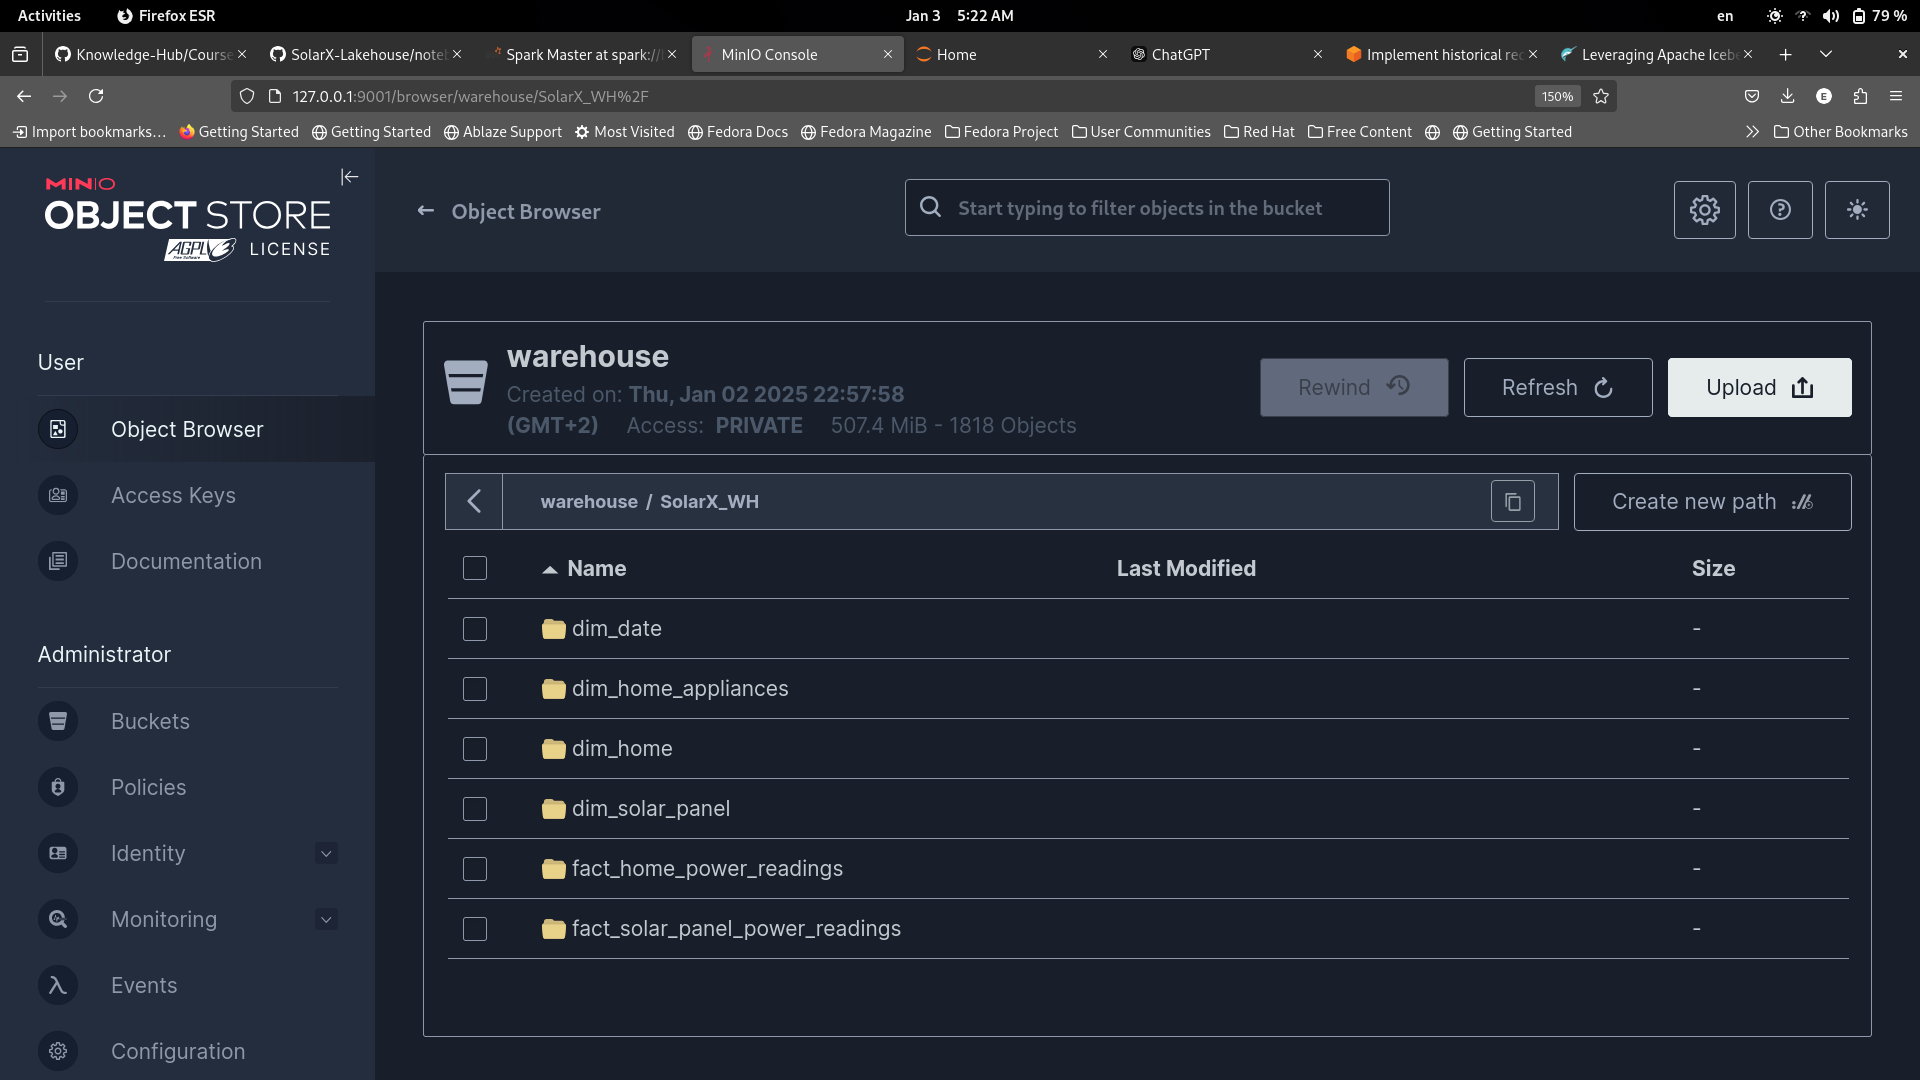 Activities
Firefox ESR
Jan 3 5:22 AM
en
79 %
Knowledge-Hub/Course
SolarX-Lakehouse/note
Spark Master at spark://
MinIO Console
Home
ChatGPT
Implement historical rec
Leveraging Apache Iceb
127.0.0.1:9001/browser/warehouse/SolarX_WH%2F
150%
E
Import bookmarks...
Getting Started
Getting Started
Ablaze Support
Most Visited
Fedora Docs
Fedora Magazine
Fedora Project
User Communities
Red Hat
Free Content
Getting Started
Other Bookmarks
MINIO
OBJECT STORE
AGPLv3
Free Software
LICENSE
Object Browser
Start typing to filter objects in the bucket
User
Object Browser
Access Keys
Documentation
Administrator
Buckets
Policies
Identity
Monitoring
Events
Configuration
warehouse
Created on: Thu, Jan 02 2025 22:57:58
(GMT+2) Access: PRIVATE 507.4 MiB - 1818 Objects
Rewind
Refresh
Upload
warehouse / SolarX_WH
Create new path
Name Last Modified Size
dim_date -
dim_home_appliances -
dim_home -
dim_solar_panel -
fact_home_power_readings -
fact_solar_panel_power_readings -